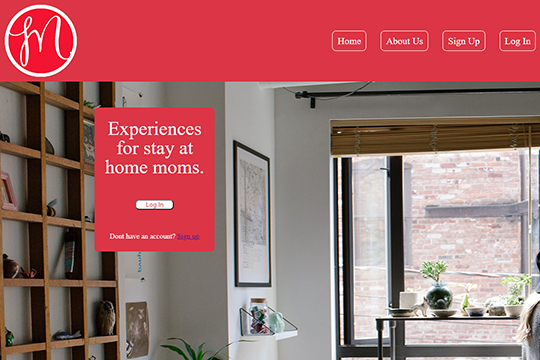 M
Home
About Us
Sign Up
Log In
Experiences
for stay at
home moms.
Log In
Dont have an account? Sign up